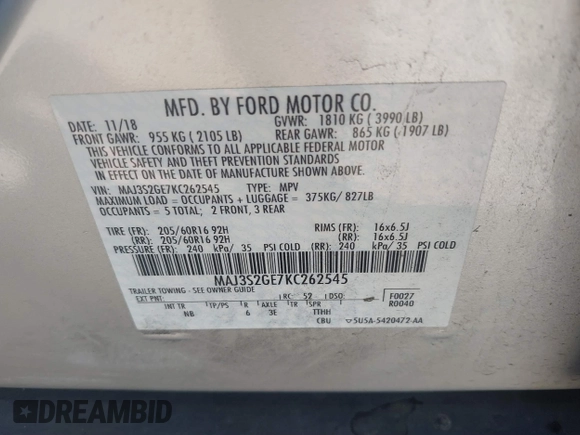 MFD. BY FORD MOTOR CO.
DATE: 11/18 GVWR: 1810 KG ( 3990 LB)
FRONT GAWR: 955 KG ( 2105 LB) REAR GAWR: 865 KG ( 1907 LB)
THIS VEHICLE CONFORMS TO ALL APPLICABLE FEDERAL MOTOR
VEHICLE SAFETY AND THEFT PREVENTION STANDARDS IN
EFFECT ON THE DATE OF MANUFACTURE SHOWN ABOVE.
VIN: MAJ3S2GE7KC262545 TYPE: MPV
MAXIMUM LOAD = OCCUPANTS + LUGGAGE = 375KG/ 827LB
OCCUPANTS = 5 TOTAL; 2 FRONT, 3 REAR
TIRE (FR): 205/60R16 92H RIMS (FR): 16x6.5J
(RR): 205/60R16 92H (RR): 16x6.5J
PRESSURE (FR): 240 kPa/ 35 PSI COLD (RR): 240 kPa/ 35 PSI COLD
MAJ3S2GE7KC262545
TRAILER TOWING - SEE OWNER GUIDE
EXT PNT: RC: 52 DSO: F0027
R0040
INT TR TP/PS R AXLE TR SPR
NB 6 3E TTHH
CBU 5U5A-5420472-AA
DREAMBID